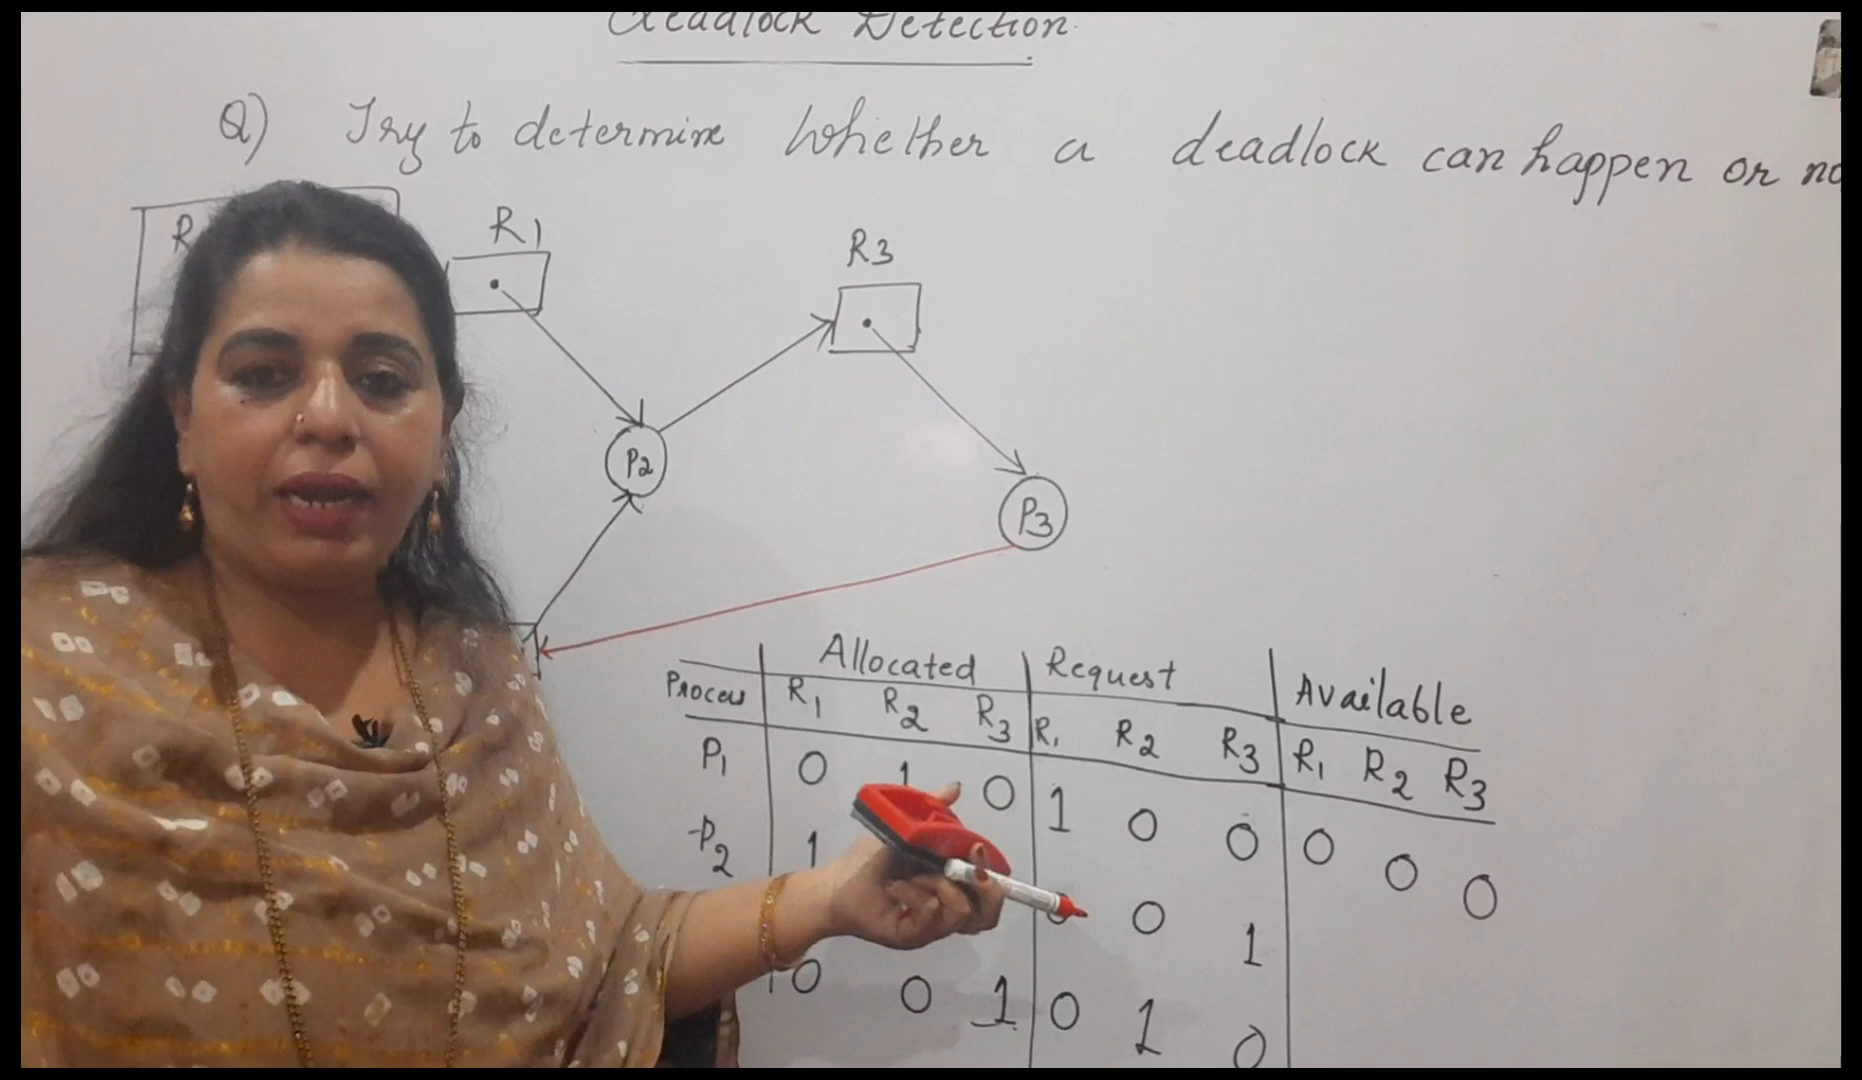 Deadlock Detection
Q) Try to determine whether a deadlock can happen or
R
R1
R3
P2
P3
Allocated Request Available
Process R1 R2 R3 R1 R2 R3 R1 R2 R3
P1 0 1 0 1 0 0 0 0 0
P2 1 0 1
0 0 1 0 1 0